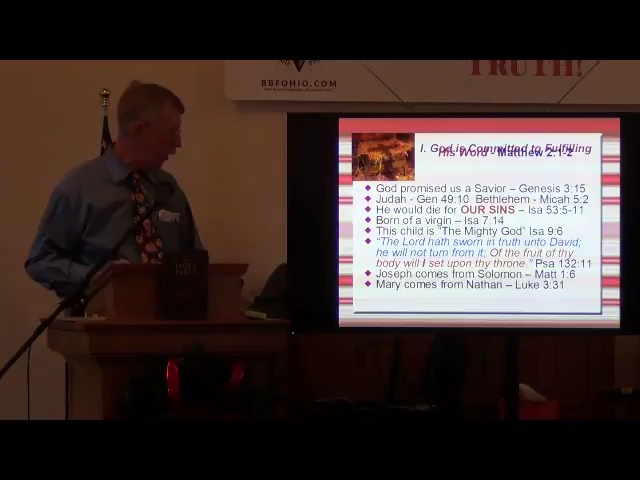 TRUTH!
BBFOHIO.COM
I. God is Committed to Fulfilling
His Word - Matthew 2:1-2
God promised us a Savior – Genesis 3:15
Judah - Gen 49:10 Bethlehem - Micah 5:2
He would die for OUR SINS – Isa 53:5-11
Born of a virgin – Isa 7:14
This child is "The Mighty God" Isa 9:6
"The Lord hath sworn in truth unto David;
he will not turn from it; Of the fruit of thy
body will I set upon thy throne." Psa 132:11
Joseph comes from Solomon – Matt 1:6
Mary comes from Nathan – Luke 3:31